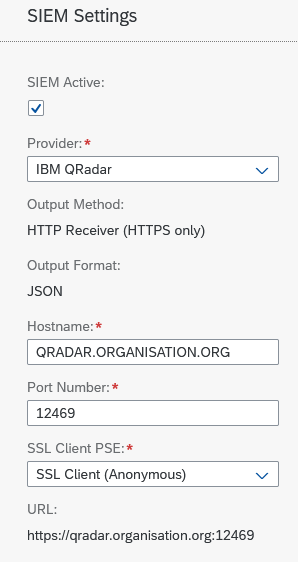 SIEM Settings
SIEM Active:
Provider:*
IBM QRadar
Output Method:
HTTP Receiver (HTTPS only)
Output Format:
JSON
Hostname:*
QRADAR.ORGANISATION.ORG
Port Number:*
12469
SSL Client PSE:*
SSL Client (Anonymous)
URL:
https://qradar.organisation.org:12469